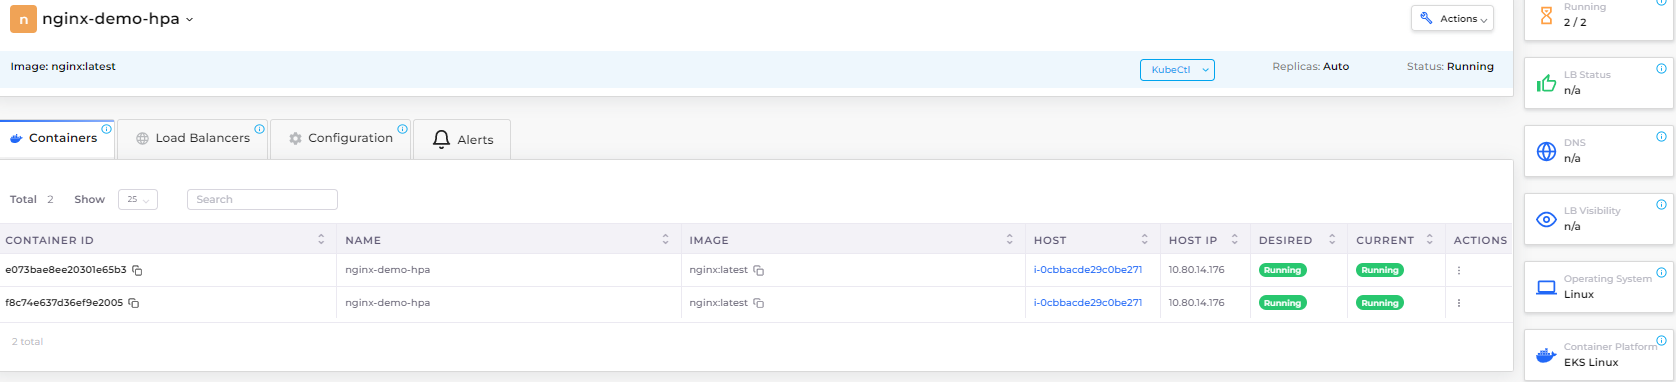 n nginx-demo-hpa
Actions
Image: nginx:latest
KubeCtl
Replicas: Auto
Status: Running
Containers
Load Balancers
Configuration
Alerts
Total 2 Show 25 Search
CONTAINER ID NAME IMAGE HOST HOST IP DESIRED CURRENT ACTIONS
e073bae8ee20301e65b3 nginx-demo-hpa nginx:latest i-0cbbacde29c0be271 10.80.14.176 Running Running
f8c74e637d36ef9e2005 nginx-demo-hpa nginx:latest i-0cbbacde29c0be271 10.80.14.176 Running Running
2 total
Running
2 / 2
LB Status
n/a
DNS
n/a
LB Visibility
n/a
Operating System
Linux
Container Platform
EKS Linux